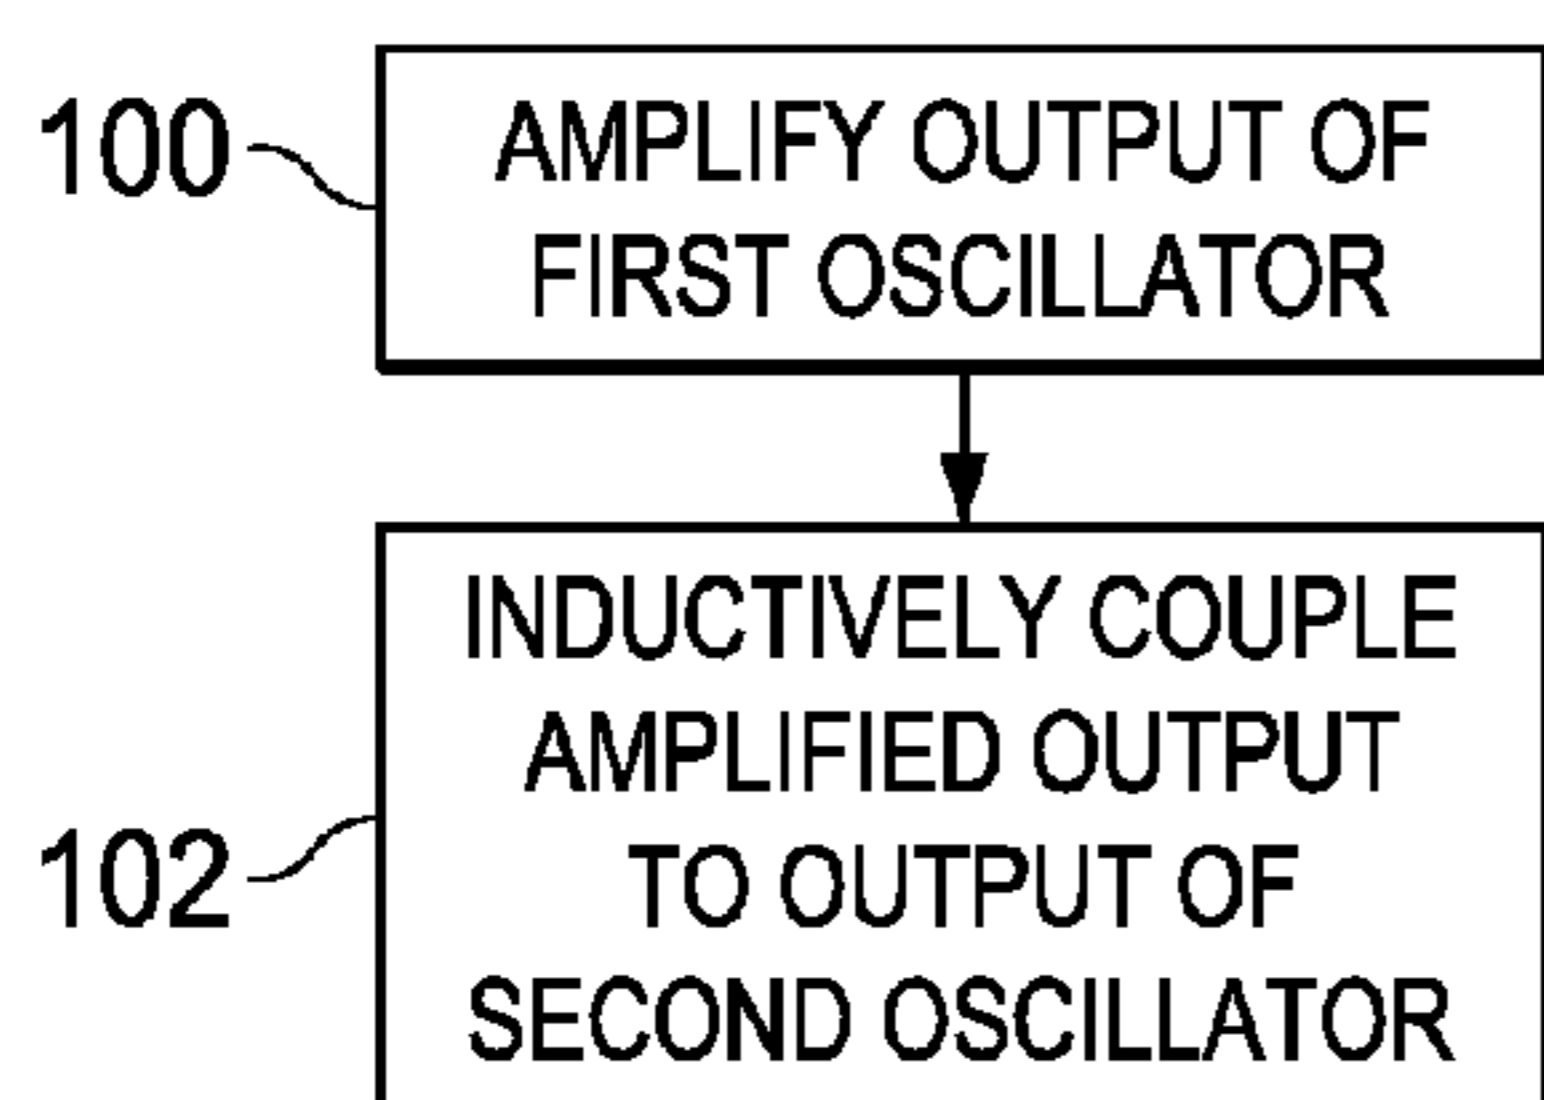 100
AMPLIFY OUTPUT OF
FIRST OSCILLATOR
102
INDUCTIVELY COUPLE
AMPLIFIED OUTPUT
TO OUTPUT OF
SECOND OSCILLATOR